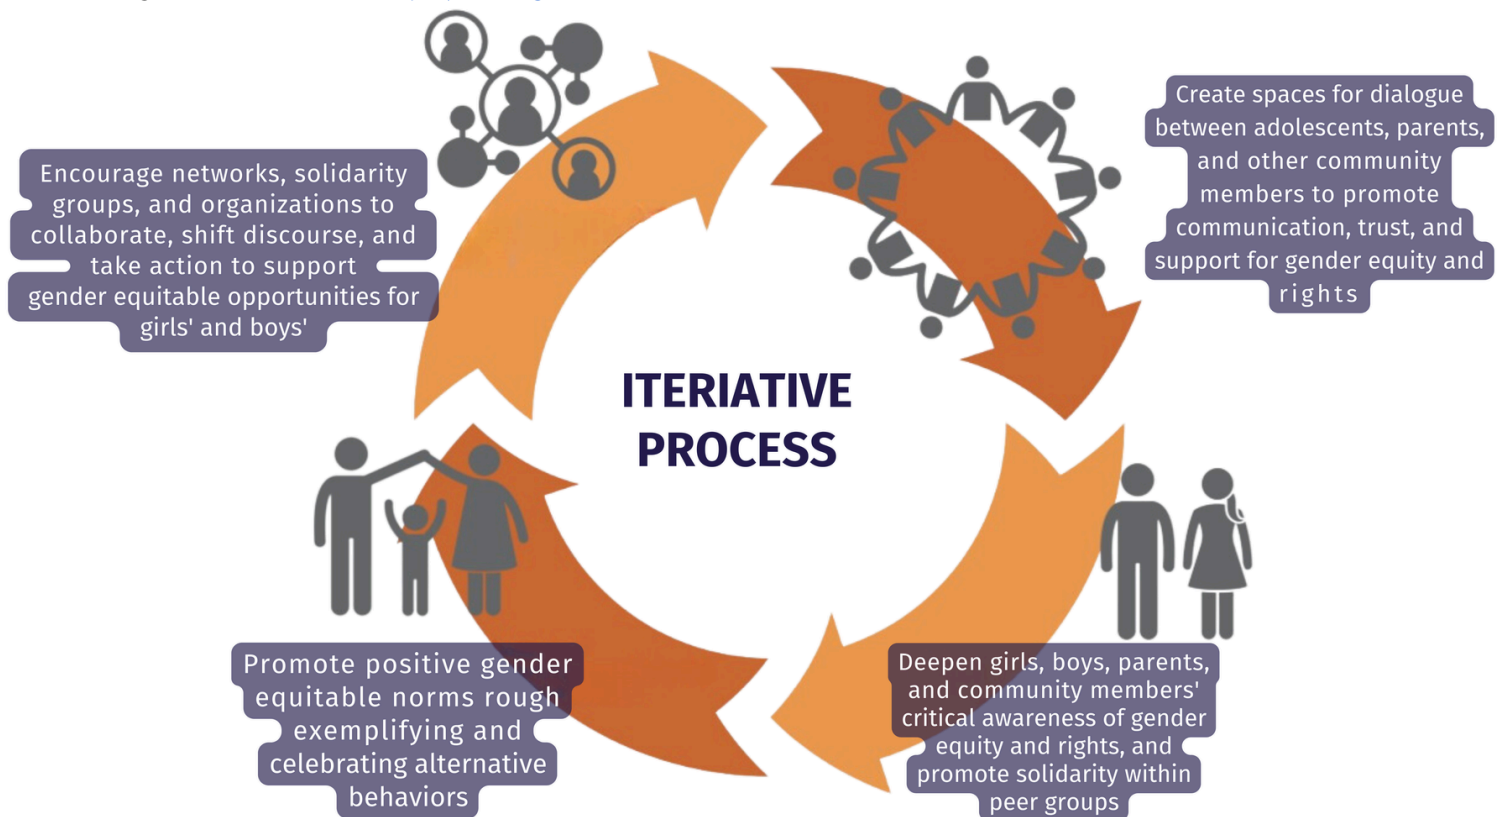 Encourage networks, solidarity
groups, and organizations to
collaborate, shift discourse, and
take action to support
gender equitable opportunities for
girls' and boys'
Create spaces for dialogue
between adolescents, parents,
and other community
members to promote
communication, trust, and
support for gender equity and
rights
ITERIATIVE
PROCESS
Promote positive gender
equitable norms rough
exemplifying and
celebrating alternative
behaviors
Deepen girls, boys, parents,
and community members'
critical awareness of gender
equity and rights, and
promote solidarity within
peer groups